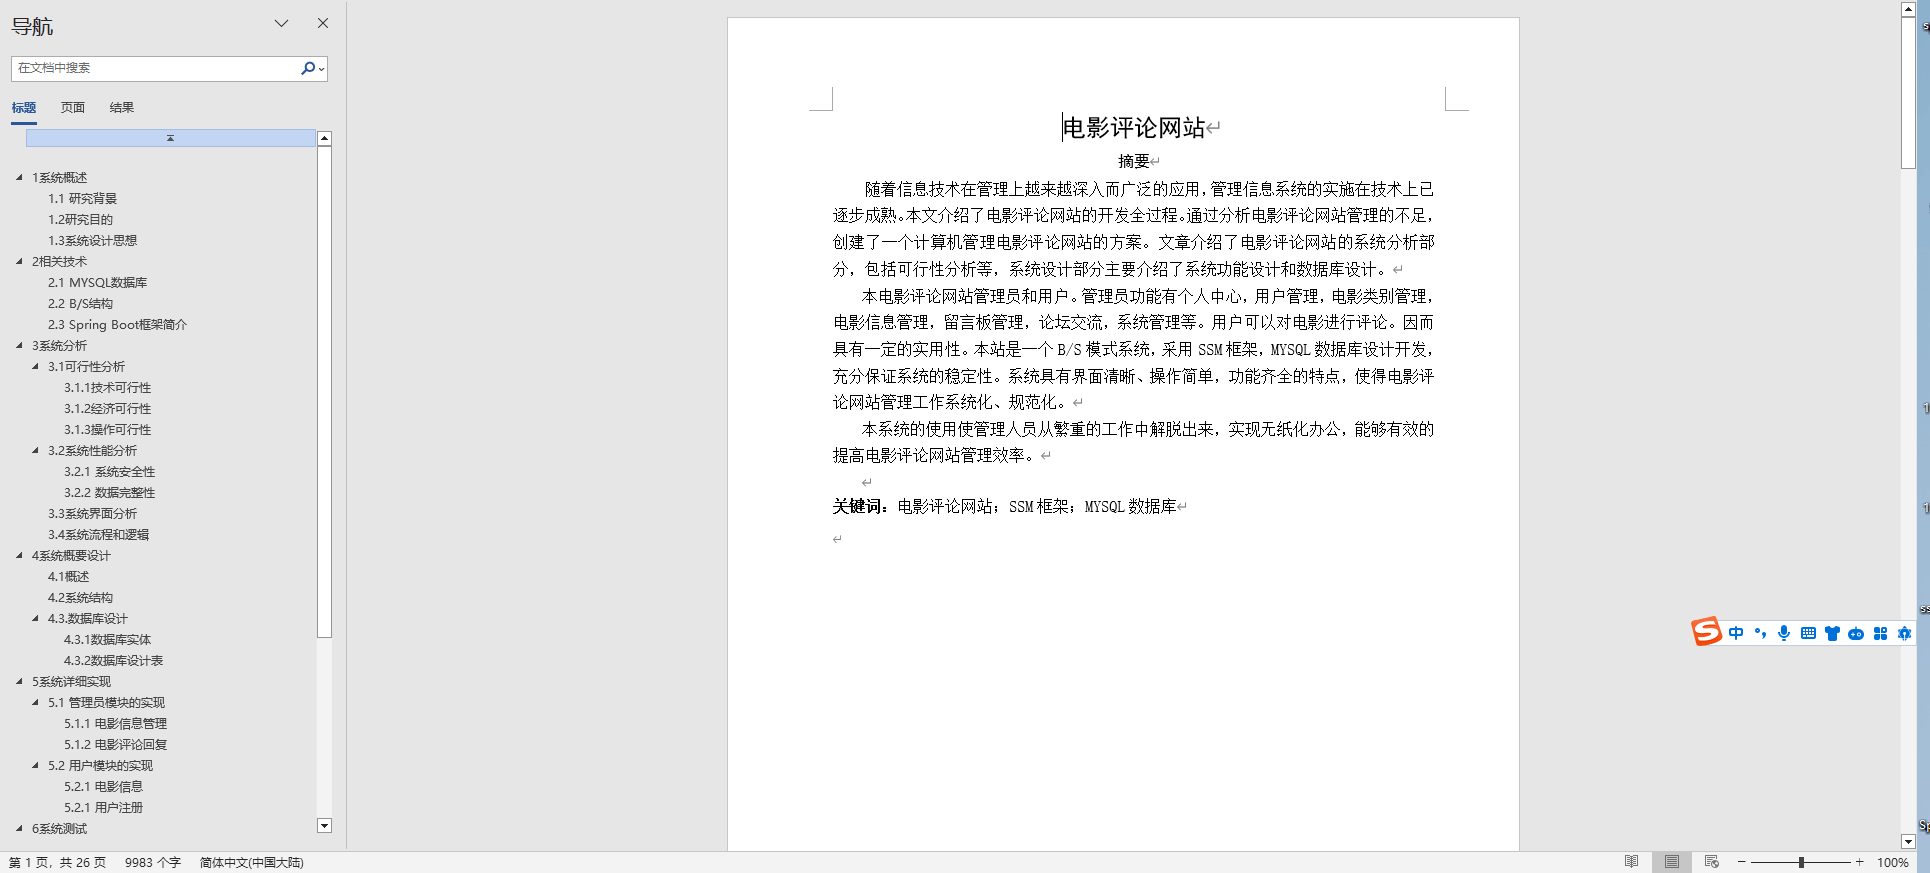 导航
在文档中搜索
标题 页面 结果
1系统概述
1.1 研究背景
1.2研究目的
1.3系统设计思想
2相关技术
2.1 MYSQL数据库
2.2 B/S结构
2.3 Spring Boot框架简介
3系统分析
3.1可行性分析
3.1.1技术可行性
3.1.2经济可行性
3.1.3操作可行性
3.2系统性能分析
3.2.1 系统安全性
3.2.2 数据完整性
3.3系统界面分析
3.4系统流程和逻辑
4系统概要设计
4.1概述
4.2系统结构
4.3.数据库设计
4.3.1数据库实体
4.3.2数据库设计表
5系统详细实现
5.1 管理员模块的实现
5.1.1 电影信息管理
5.1.2 电影评论回复
5.2 用户模块的实现
5.2.1 电影信息
5.2.1 用户注册
6系统测试
电影评论网站
摘要
随着信息技术在管理上越来越深入而广泛的应用，管理信息系统的实施在技术上已
逐步成熟。本文介绍了电影评论网站的开发全过程。通过分析电影评论网站管理的不足，
创建了一个计算机管理电影评论网站的方案。文章介绍了电影评论网站的系统分析部
分，包括可行性分析等，系统设计部分主要介绍了系统功能设计和数据库设计。
本电影评论网站管理员和用户。管理员功能有个人中心，用户管理，电影类别管理，
电影信息管理，留言板管理，论坛交流，系统管理等。用户可以对电影进行评论。因而
具有一定的实用性。本站是一个 B/S 模式系统，采用 SSM 框架，MYSQL 数据库设计开发，
充分保证系统的稳定性。系统具有界面清晰、操作简单，功能齐全的特点，使得电影评
论网站管理工作系统化、规范化。
本系统的使用使管理人员从繁重的工作中解脱出来，实现无纸化办公，能够有效的
提高电影评论网站管理效率。
关键词：电影评论网站；SSM 框架；MYSQL 数据库
中
第 1 页，共 26 页 9983 个字 简体中文(中国大陆)
100%